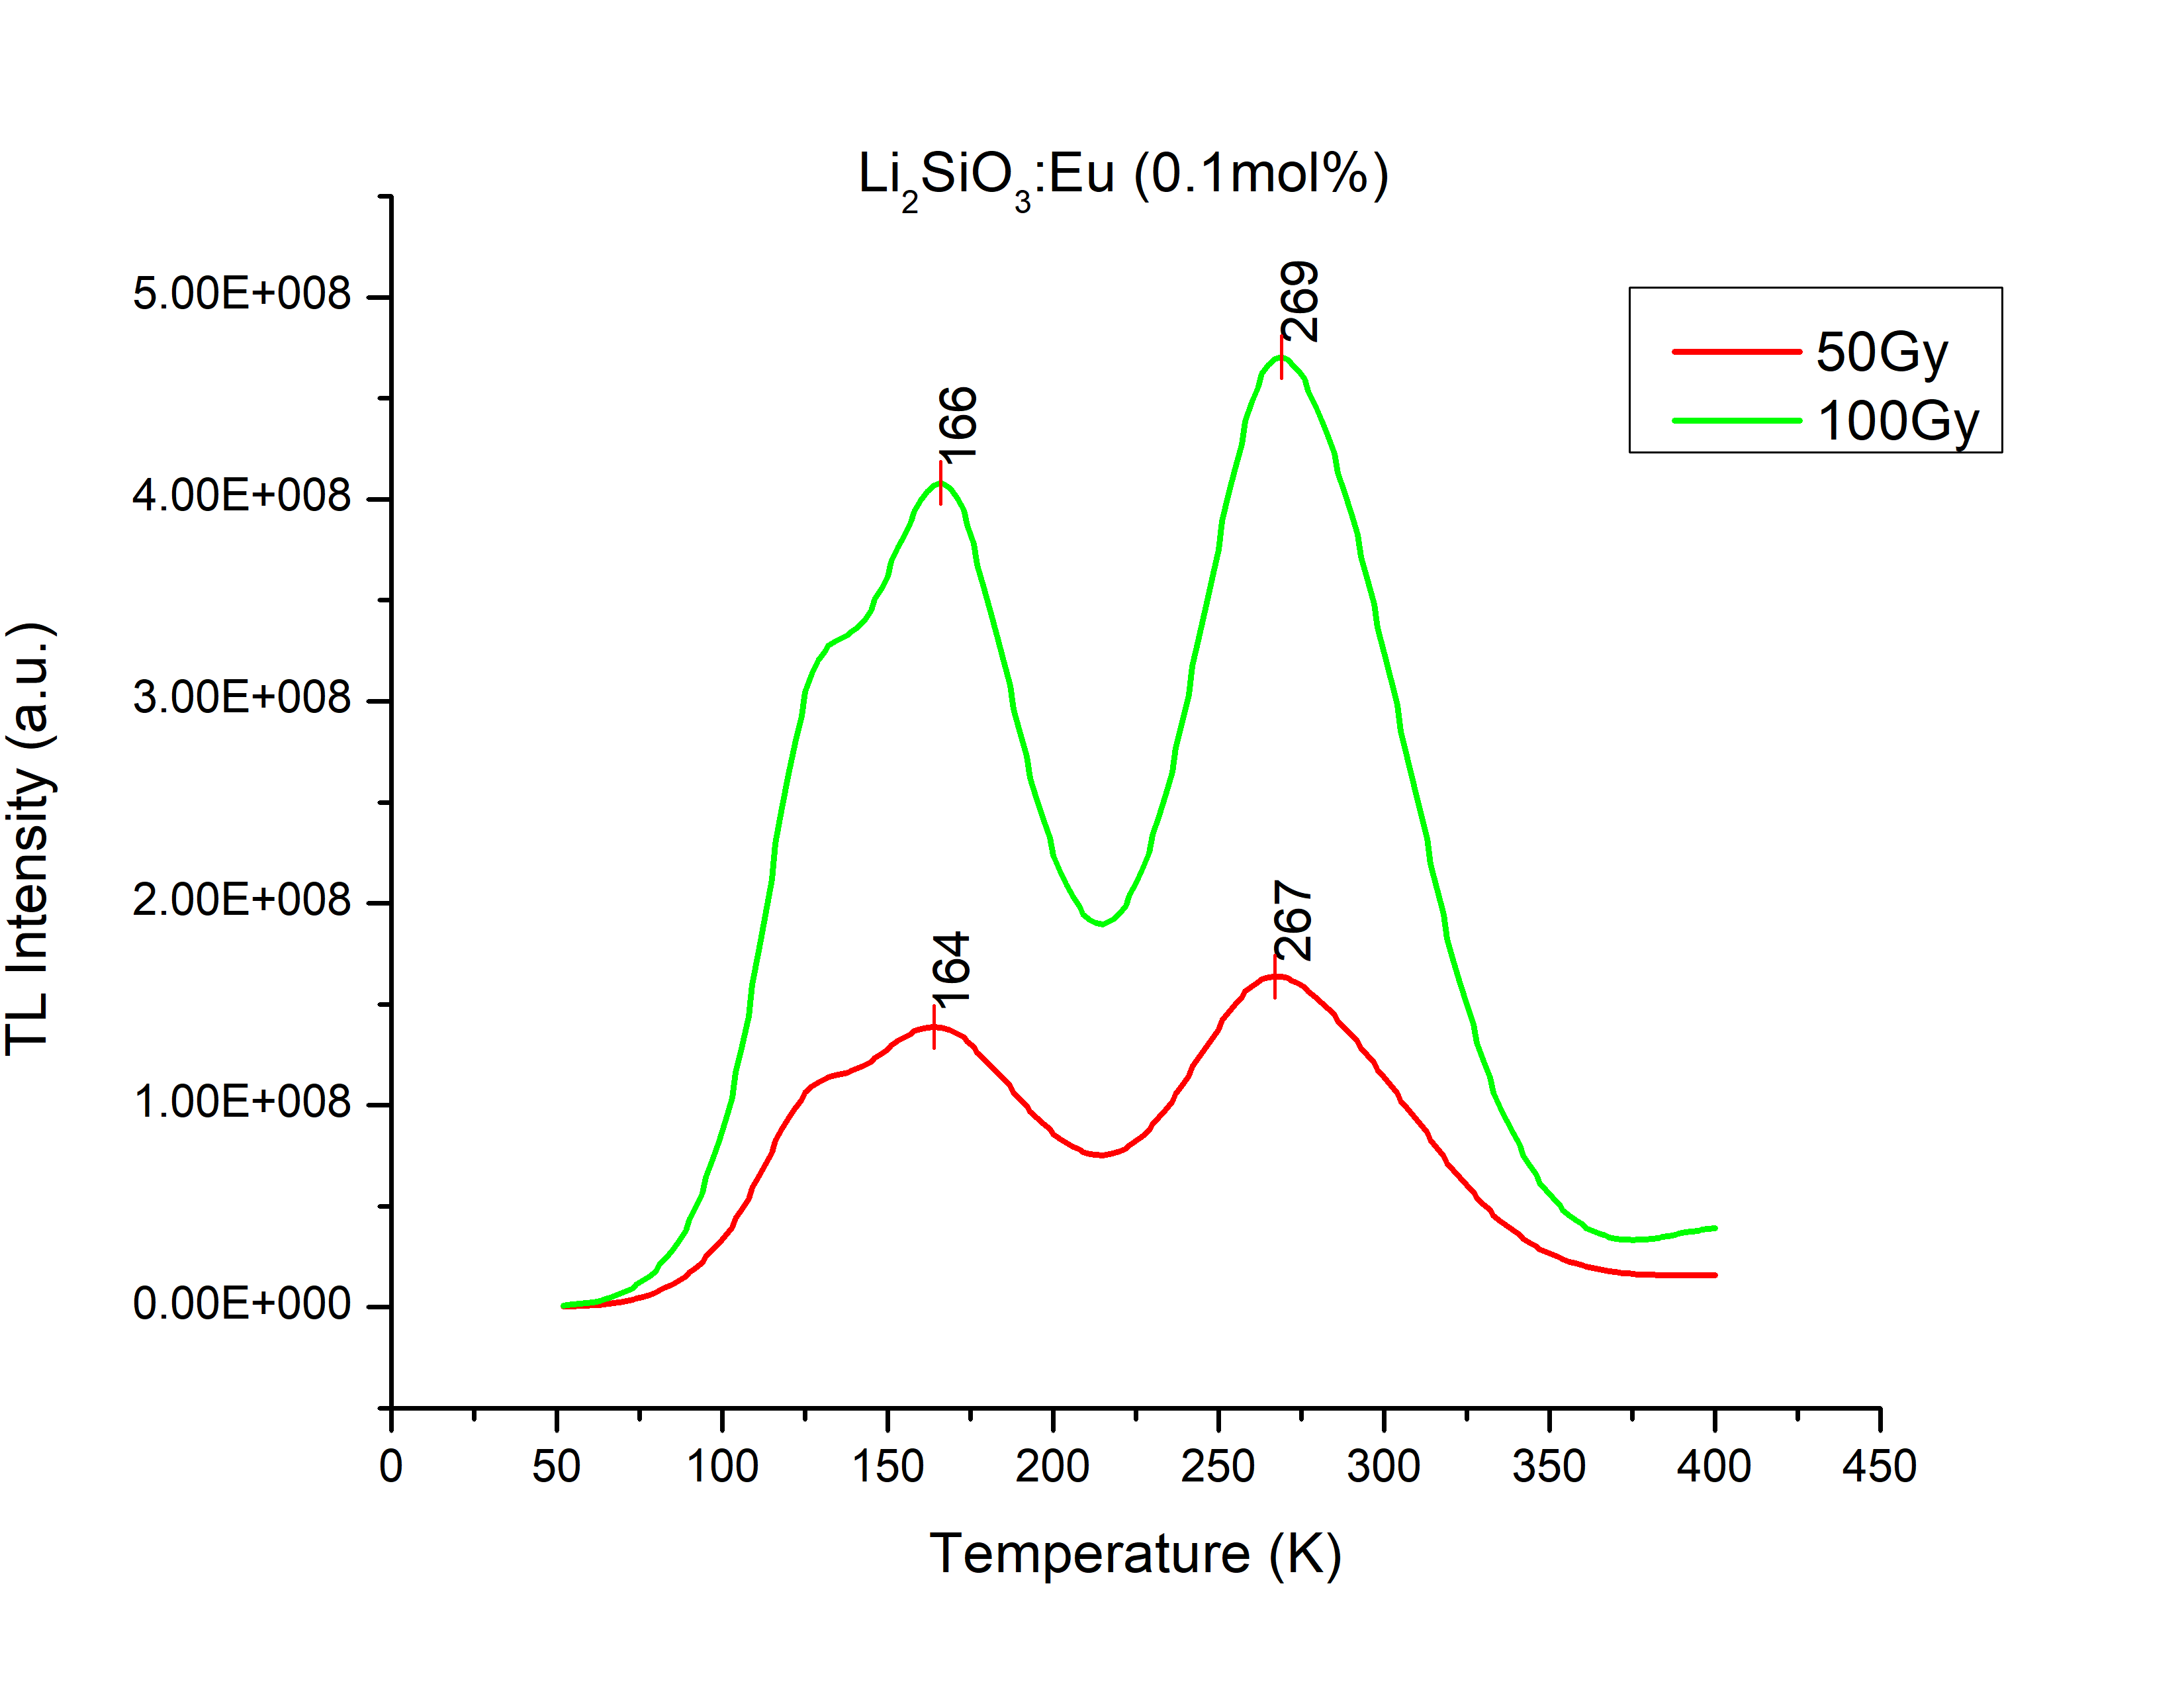 Li₂SiO₃:Eu (0.1mol%)
50Gy
100Gy
269
166
267
164
5.00E+008
4.00E+008
3.00E+008
2.00E+008
1.00E+008
0.00E+000
TL Intensity (a.u.)
0 50 100 150 200 250 300 350 400 450
Temperature (K)